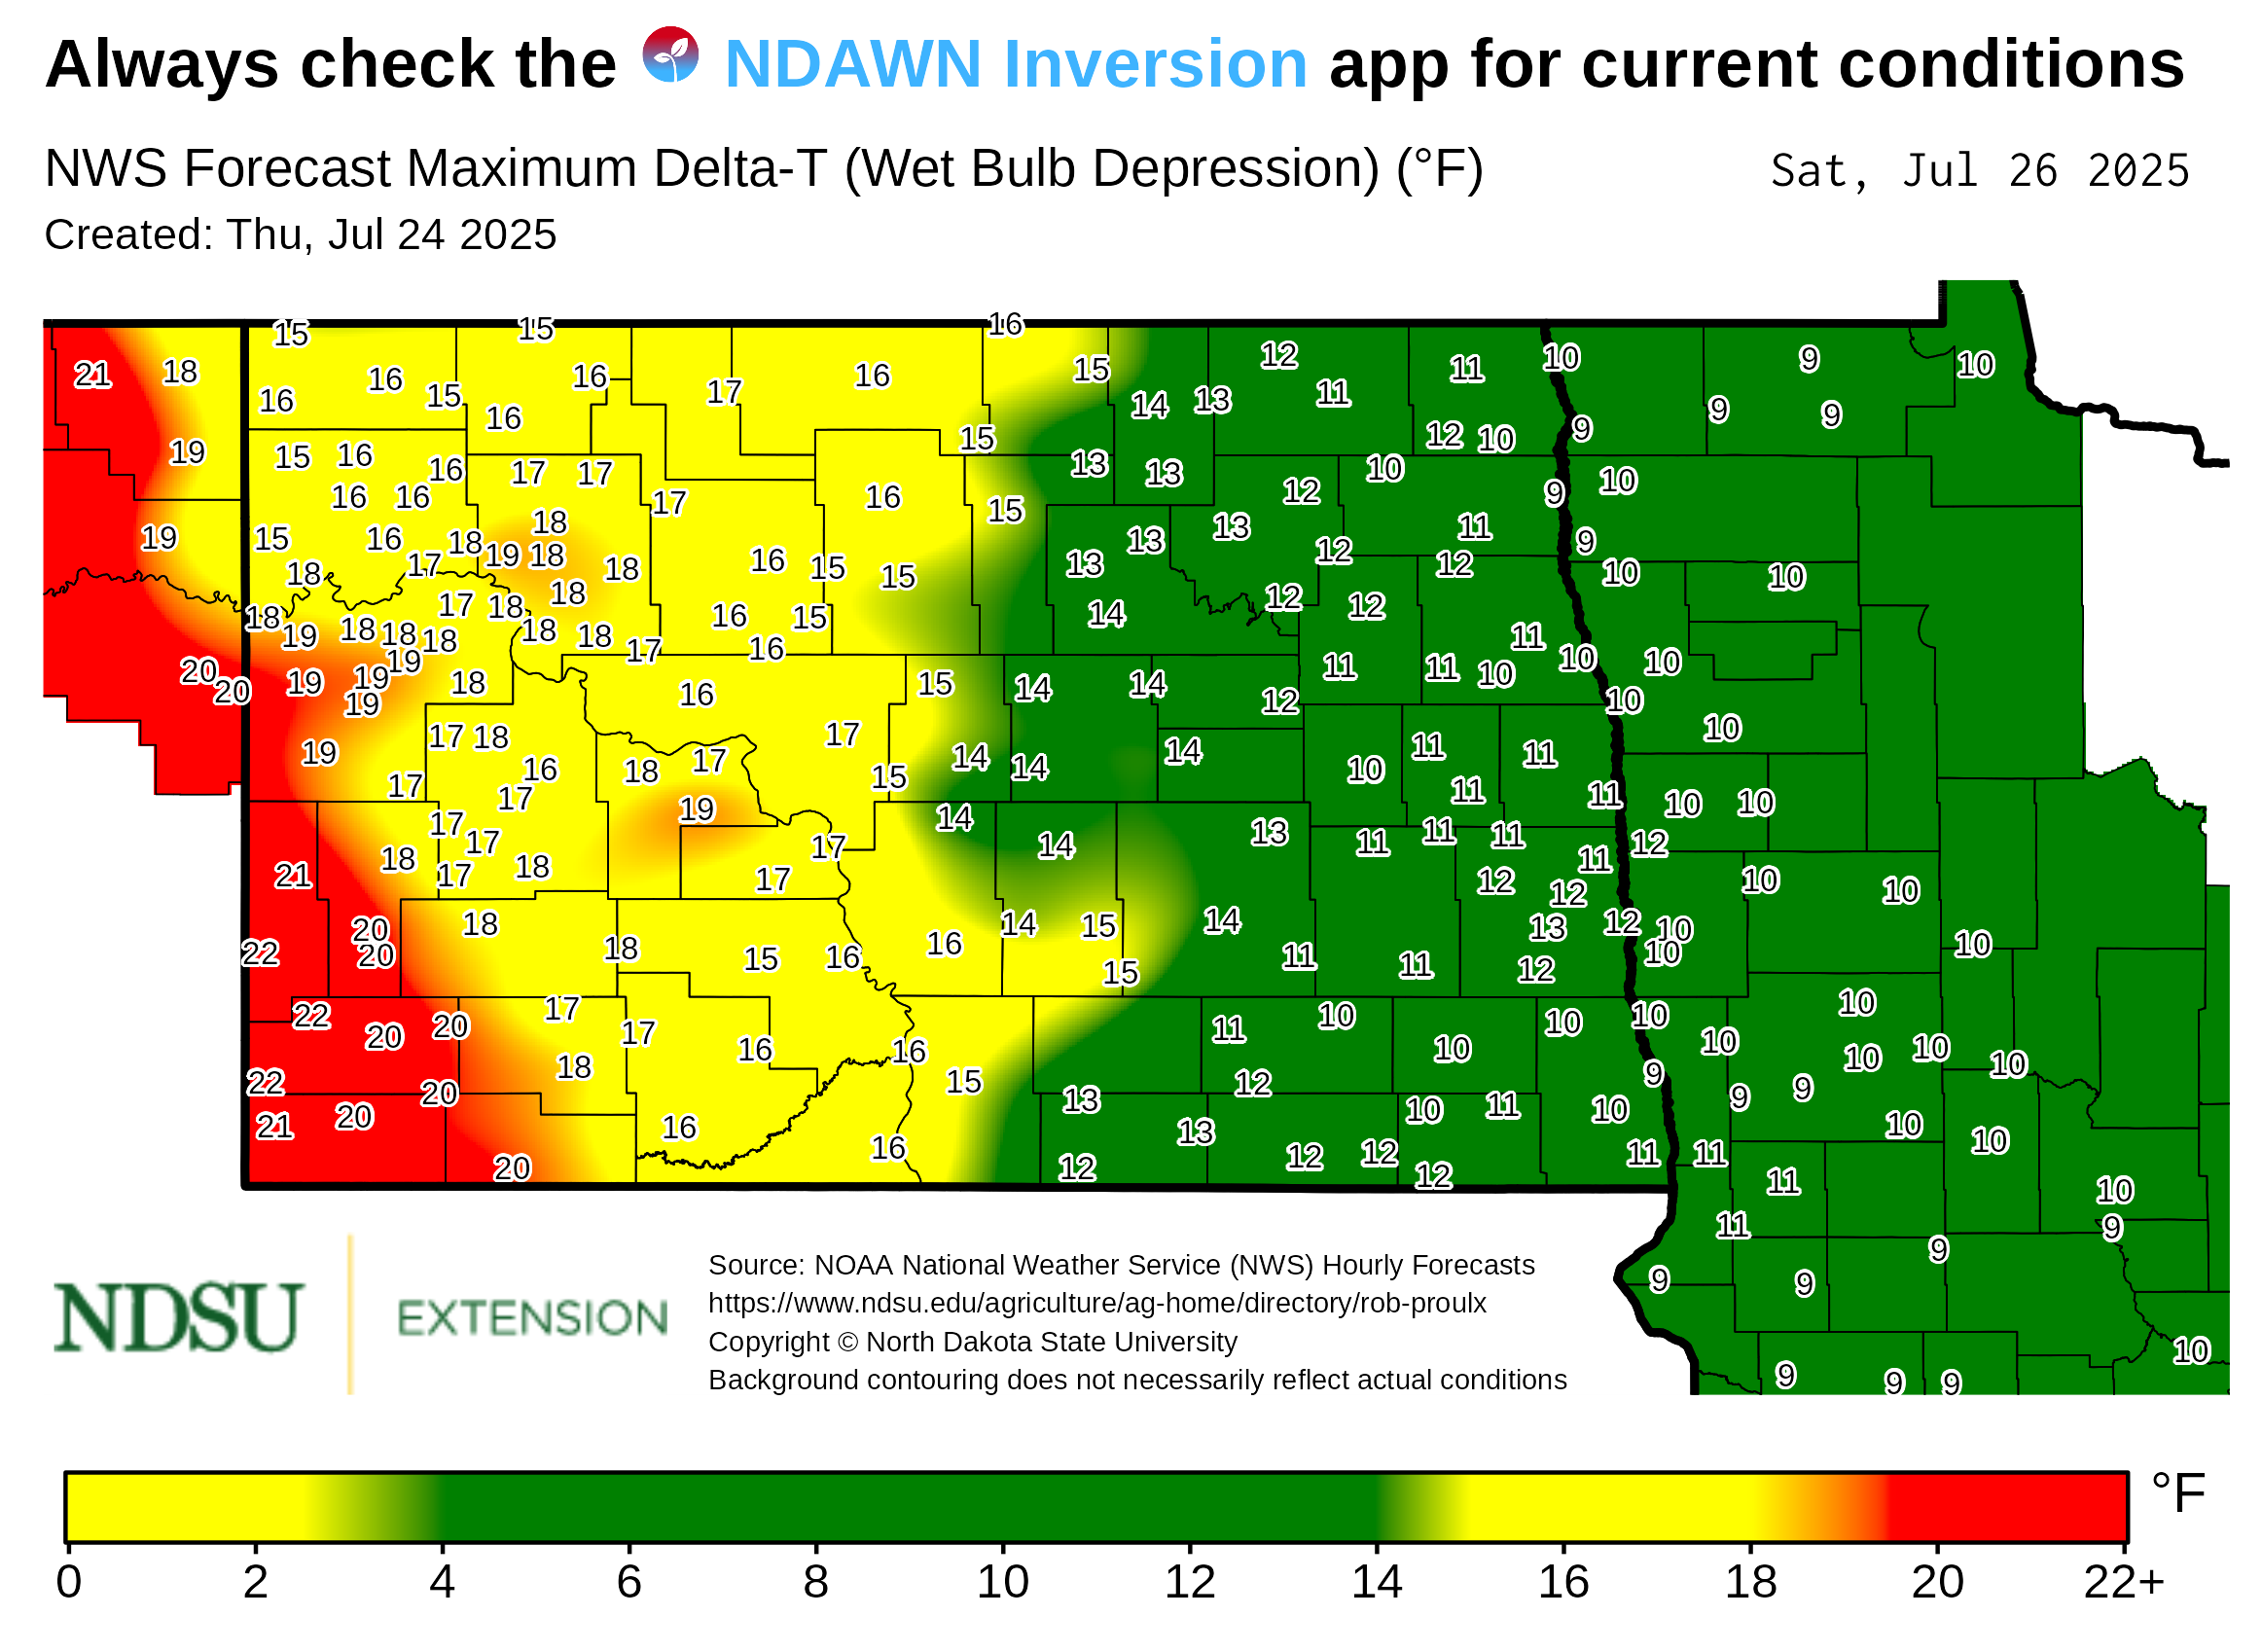 Always check the NDAWN Inversion app for current conditions
NWS Forecast Maximum Delta-T (Wet Bulb Depression) (°F)
Sat, Jul 26 2025
Created: Thu, Jul 24 2025
15 15 16
21 18 16 15 16 17 16 15 12 11 10 9 10
16 16 14 13 11 9 9
19 15 16 16 17 17 15 13 13 12 10 10 9
16 16 17 16 15 12 10 9 10
19 15 16 18 19 18 18 13 13 12 11 9
18 17 18 16 15 15 13 12 12 10 10
18 17 18 18 16 15 14 12 12
19 18 18 18 18 18 17 16 11 10 10
20 20 19 19 19 19 18 16 15 14 14 12 11 11 10 10
19 17 18 17 14 14 10 11 11 10
17 16 17 18 17 15 11 11 10 10
17 17 19 14 14 13 11 11 11 12
21 18 17 18 17 17 12 11 12 10 10
22 20 20 18 18 15 16 16 14 15 14 11 11 13 12 10 10 10
22 20 20 17 17 15 12 10 10 10 10
22 18 16 16 15 11 10 10 10 10 10
21 20 20 16 13 12 10 11 10 9 9 9 10
20 16 12 13 12 12 12 11 11 11 10 10
11 9 9
9 9 10
9 9 9
NDSU
EXTENSION
Source: NOAA National Weather Service (NWS) Hourly Forecasts
https://www.ndsu.edu/agriculture/ag-home/directory/rob-proulx
Copyright © North Dakota State University
Background contouring does not necessarily reflect actual conditions
°F
0 2 4 6 8 10 12 14 16 18 20 22+